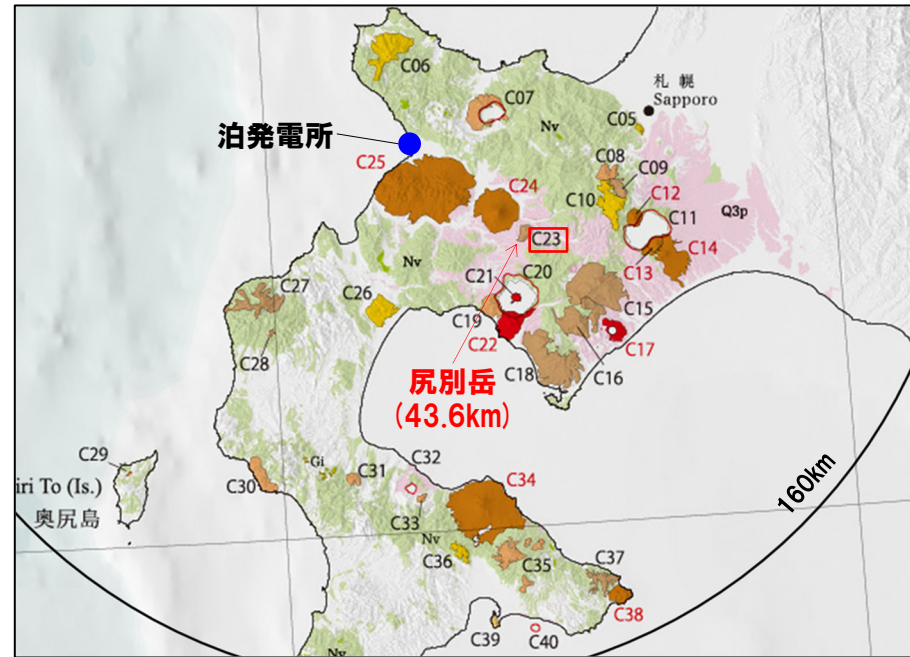 C06
C07
札幌
Sapporo
C05
Nv
泊発電所
C25
C24
C08
C09
C10
C12
C11
Q3p
C23
C13
C14
Nv
C21
C20
C27
C26
C15
C19
C22
C17
C28
C18
C16
尻別岳
(43.6km)
C29
iri To (Is.)
奥尻島
Gi
C32
C30
C31
C34
160km
C33
Nv
C36
C35
C37
C38
C39
C40
Nv